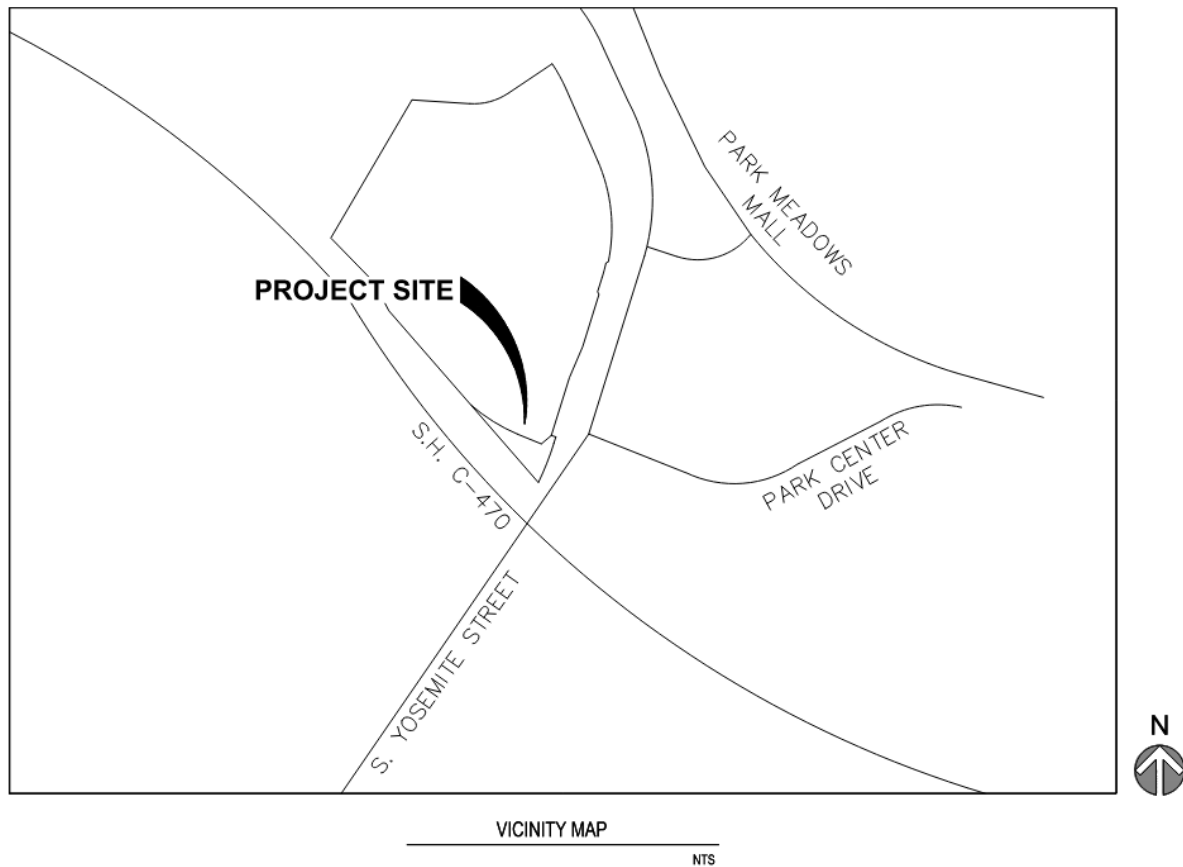 PARK MEADOWS
MALL
PROJECT SITE
S.H. C-470
PARK CENTER
DRIVE
S. YOSEMITE STREET
N
VICINITY MAP
NTS